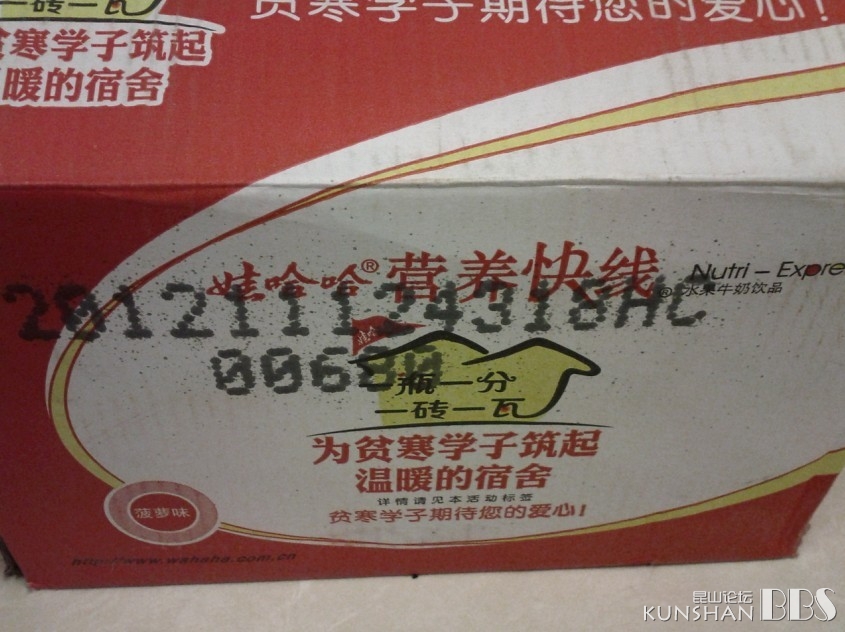 一砖一瓦
贫寒学子期待您的爱心!
贫寒学子筑起
温暖的宿舍
娃哈哈® 营养快线® Nutri-Expre
水果牛奶饮品
2012111124318HC
娃哈
00680
瓶一分
一砖一瓦
为贫寒学子筑起
温暖的宿舍
详情请见本活动标签
贫寒学子期待您的爱心!
菠萝味
http://www.wahaha.com.cn
昆山论坛
KUNSHAN BBS